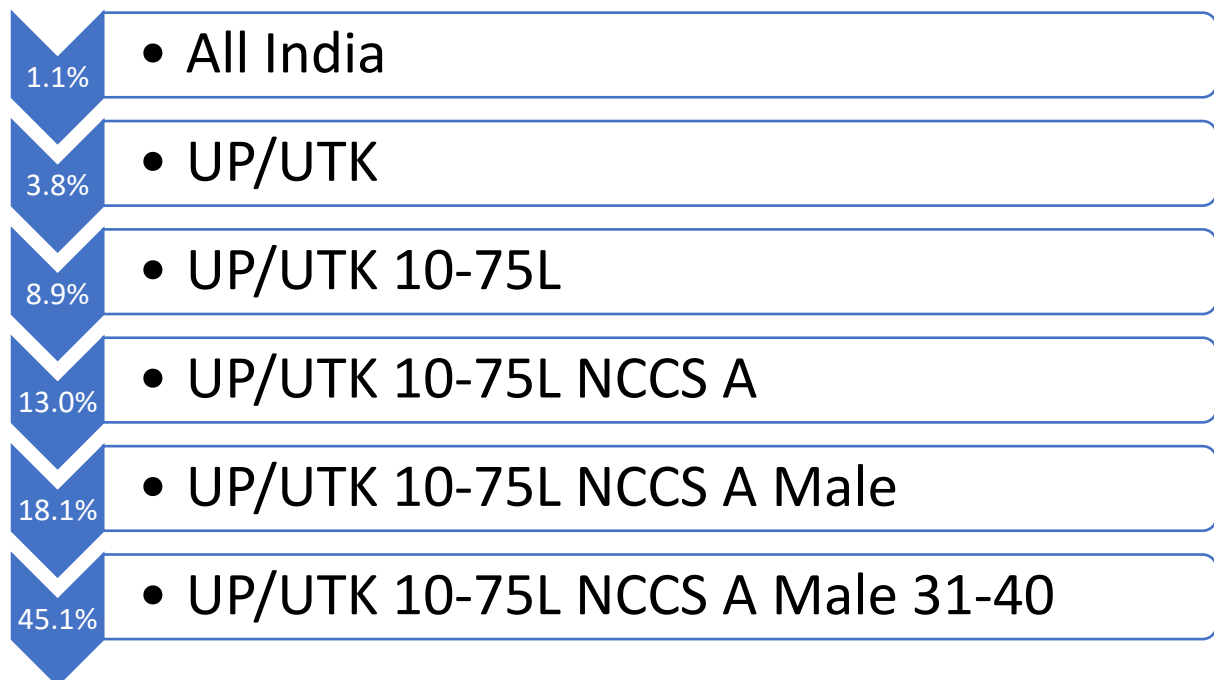 1.1%
• All India
3.8%
• UP/UTK
8.9%
• UP/UTK 10-75L
13.0%
• UP/UTK 10-75L NCCS A
18.1%
• UP/UTK 10-75L NCCS A Male
45.1%
• UP/UTK 10-75L NCCS A Male 31-40